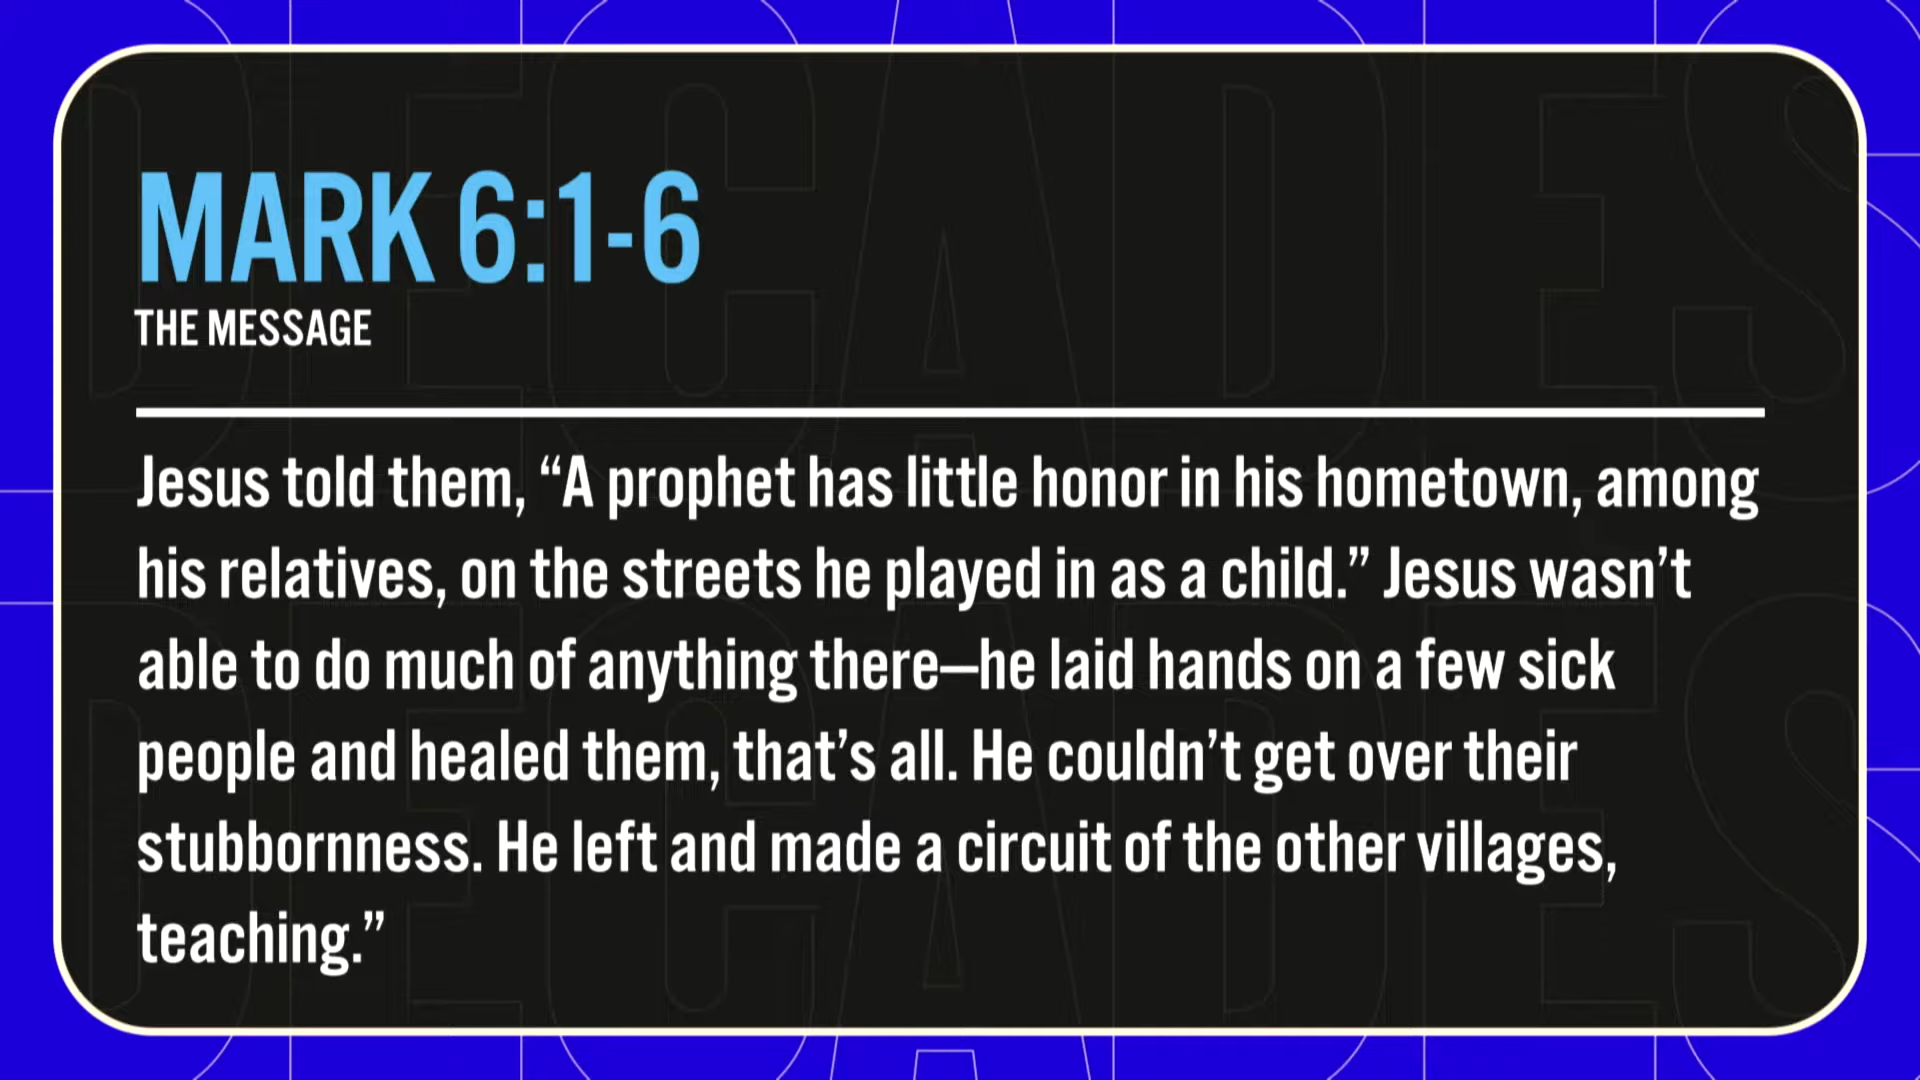 MARK 6:1-6
THE MESSAGE
Jesus told them, “A prophet has little honor in his hometown, among
his relatives, on the streets he played in as a child.” Jesus wasn’t
able to do much of anything there—he laid hands on a few sick
people and healed them, that’s all. He couldn’t get over their
stubbornness. He left and made a circuit of the other villages,
teaching.”
DECADES
DECADES